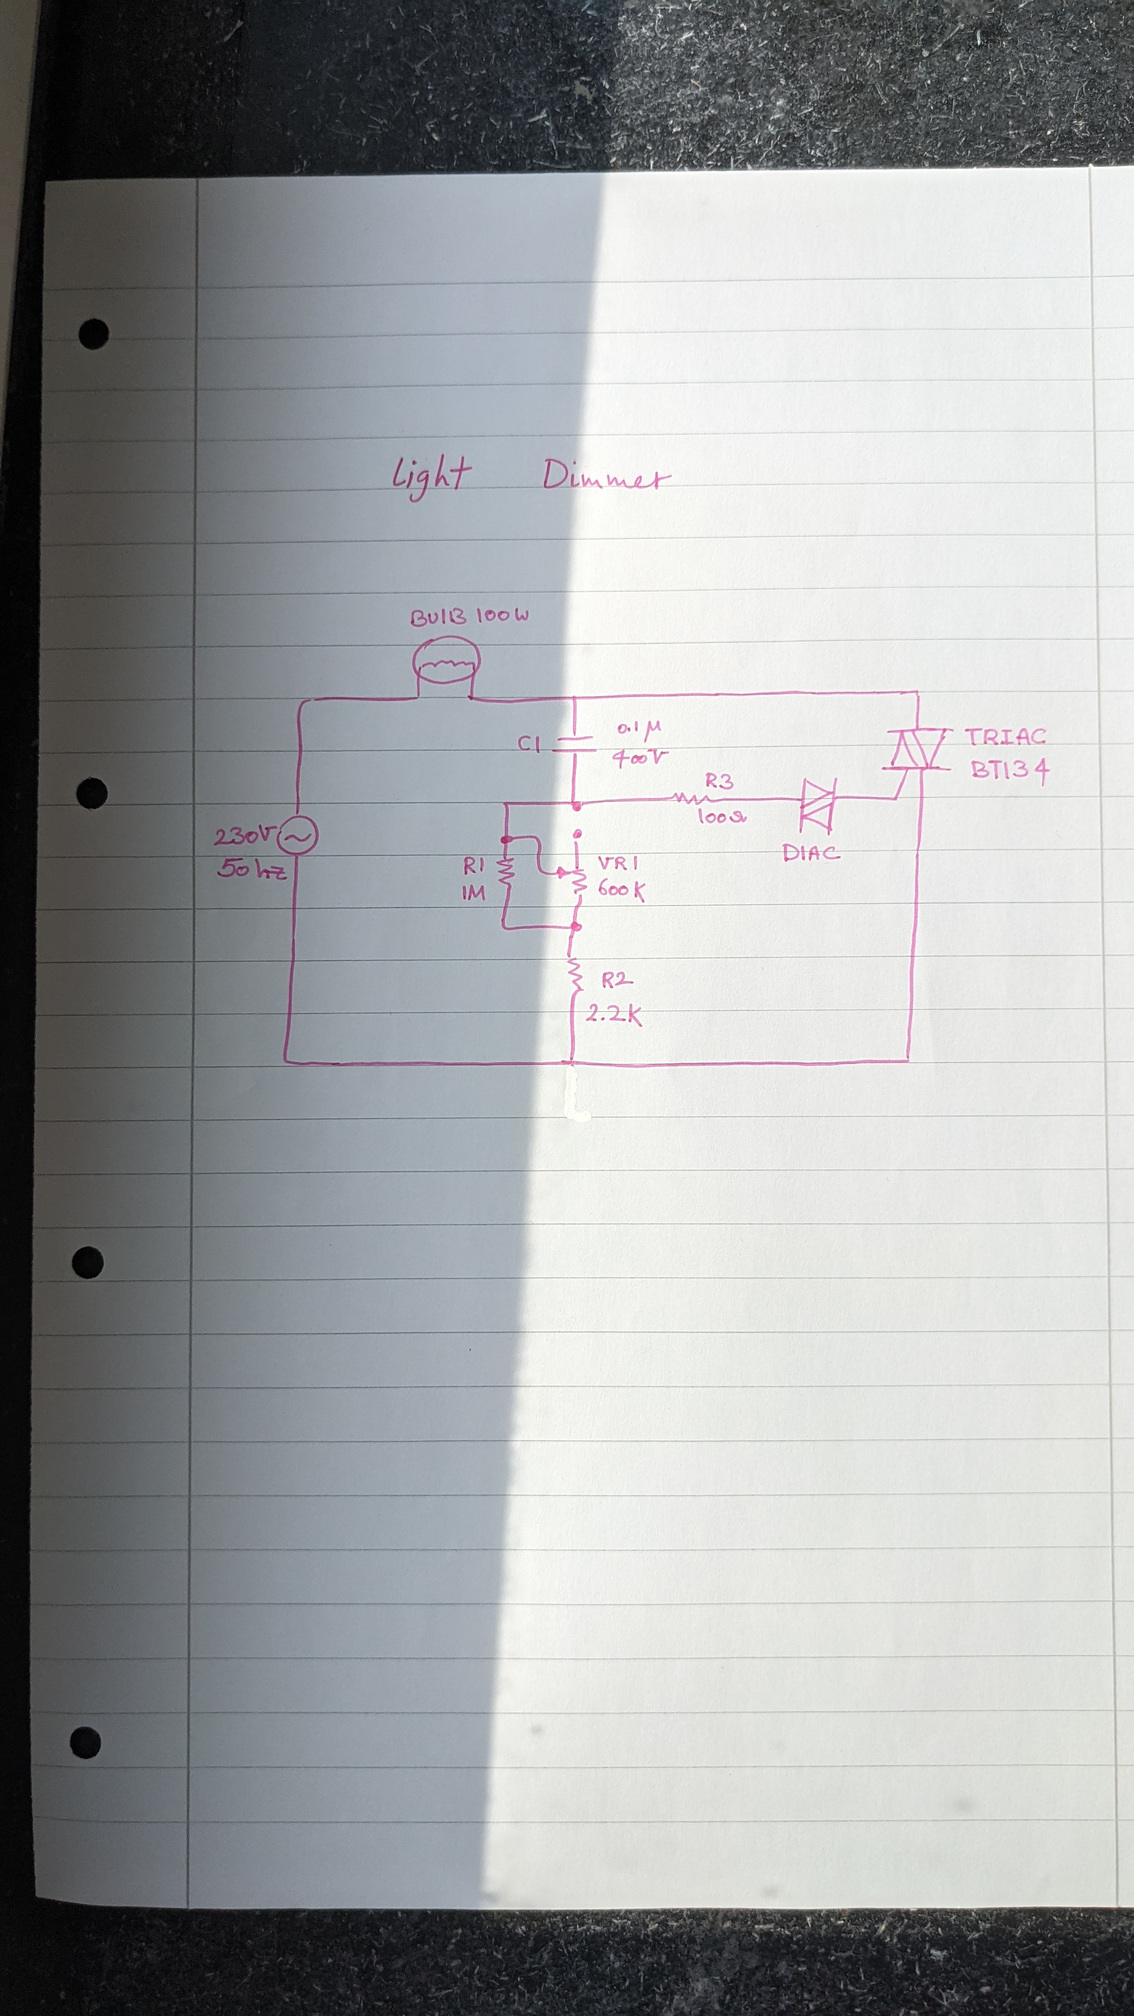 Light Dimmer
BUlB 100W
C1
0.1μ
400V
TRIAC
BT134
R3
100Ω
DIAC
230V
50hz
R1
1M
VR1
600K
R2
2.2K